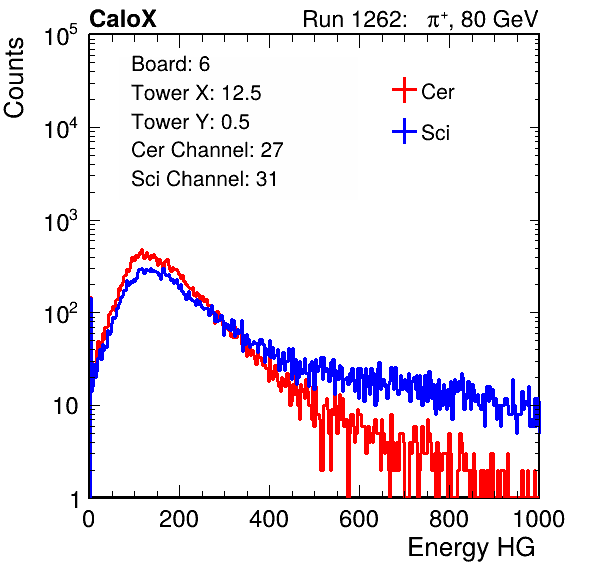 CaloX Run 1262: π⁺, 80 GeV
Counts
10⁵
10⁴
10³
10²
10
1
Board: 6
Tower X: 12.5
Tower Y: 0.5
Cer Channel: 27
Sci Channel: 31
Cer
Sci
0 200 400 600 800 1000
Energy HG